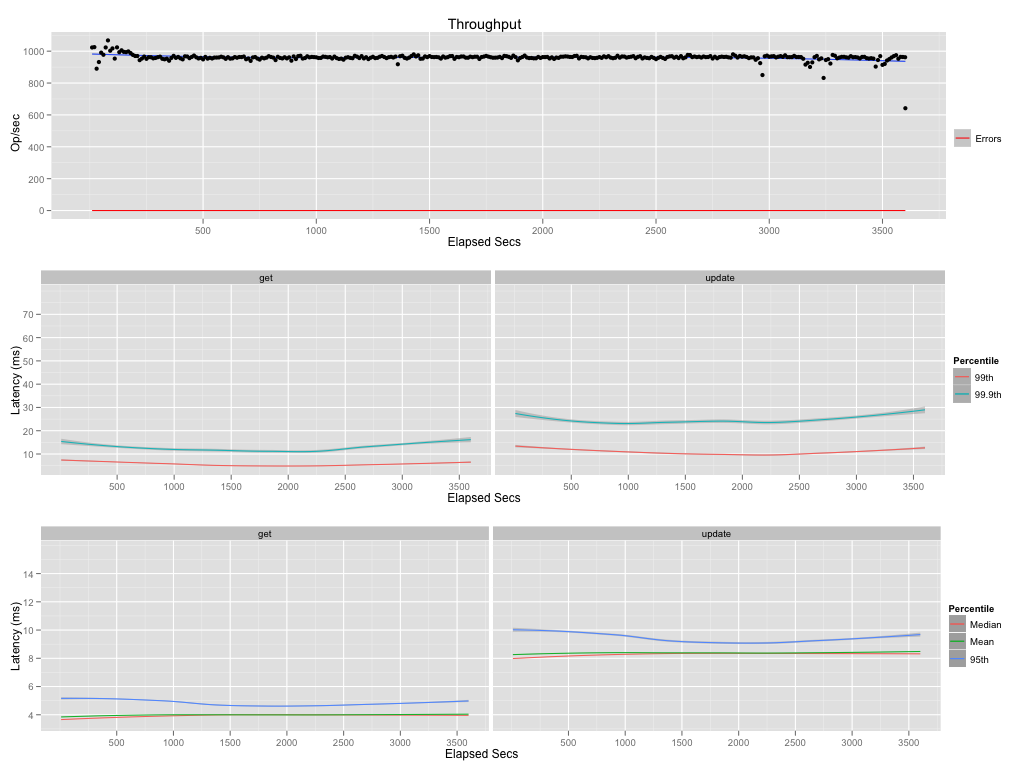 Throughput
1000
800
600
400
200
0
Op/sec
500 1000 1500 2000 2500 3000 3500
Elapsed Secs
Errors
get update
70
60
50
40
30
20
10
Latency (ms)
500 1000 1500 2000 2500 3000 3500 500 1000 1500 2000 2500 3000 3500
Elapsed Secs
Percentile
99th
99.9th
get update
14
12
10
8
6
4
Latency (ms)
500 1000 1500 2000 2500 3000 3500 500 1000 1500 2000 2500 3000 3500
Elapsed Secs
Percentile
Median
Mean
95th